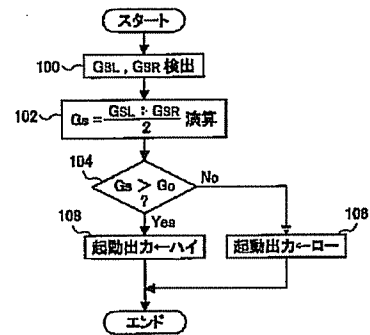 スタート
100
GSL , GSR 検出
102
Gs = GSL : GSR / 2 演算
104
Gs > Go
?
No
Yes
108
起動出力←ハイ
108
起動出力←ロー
エンド